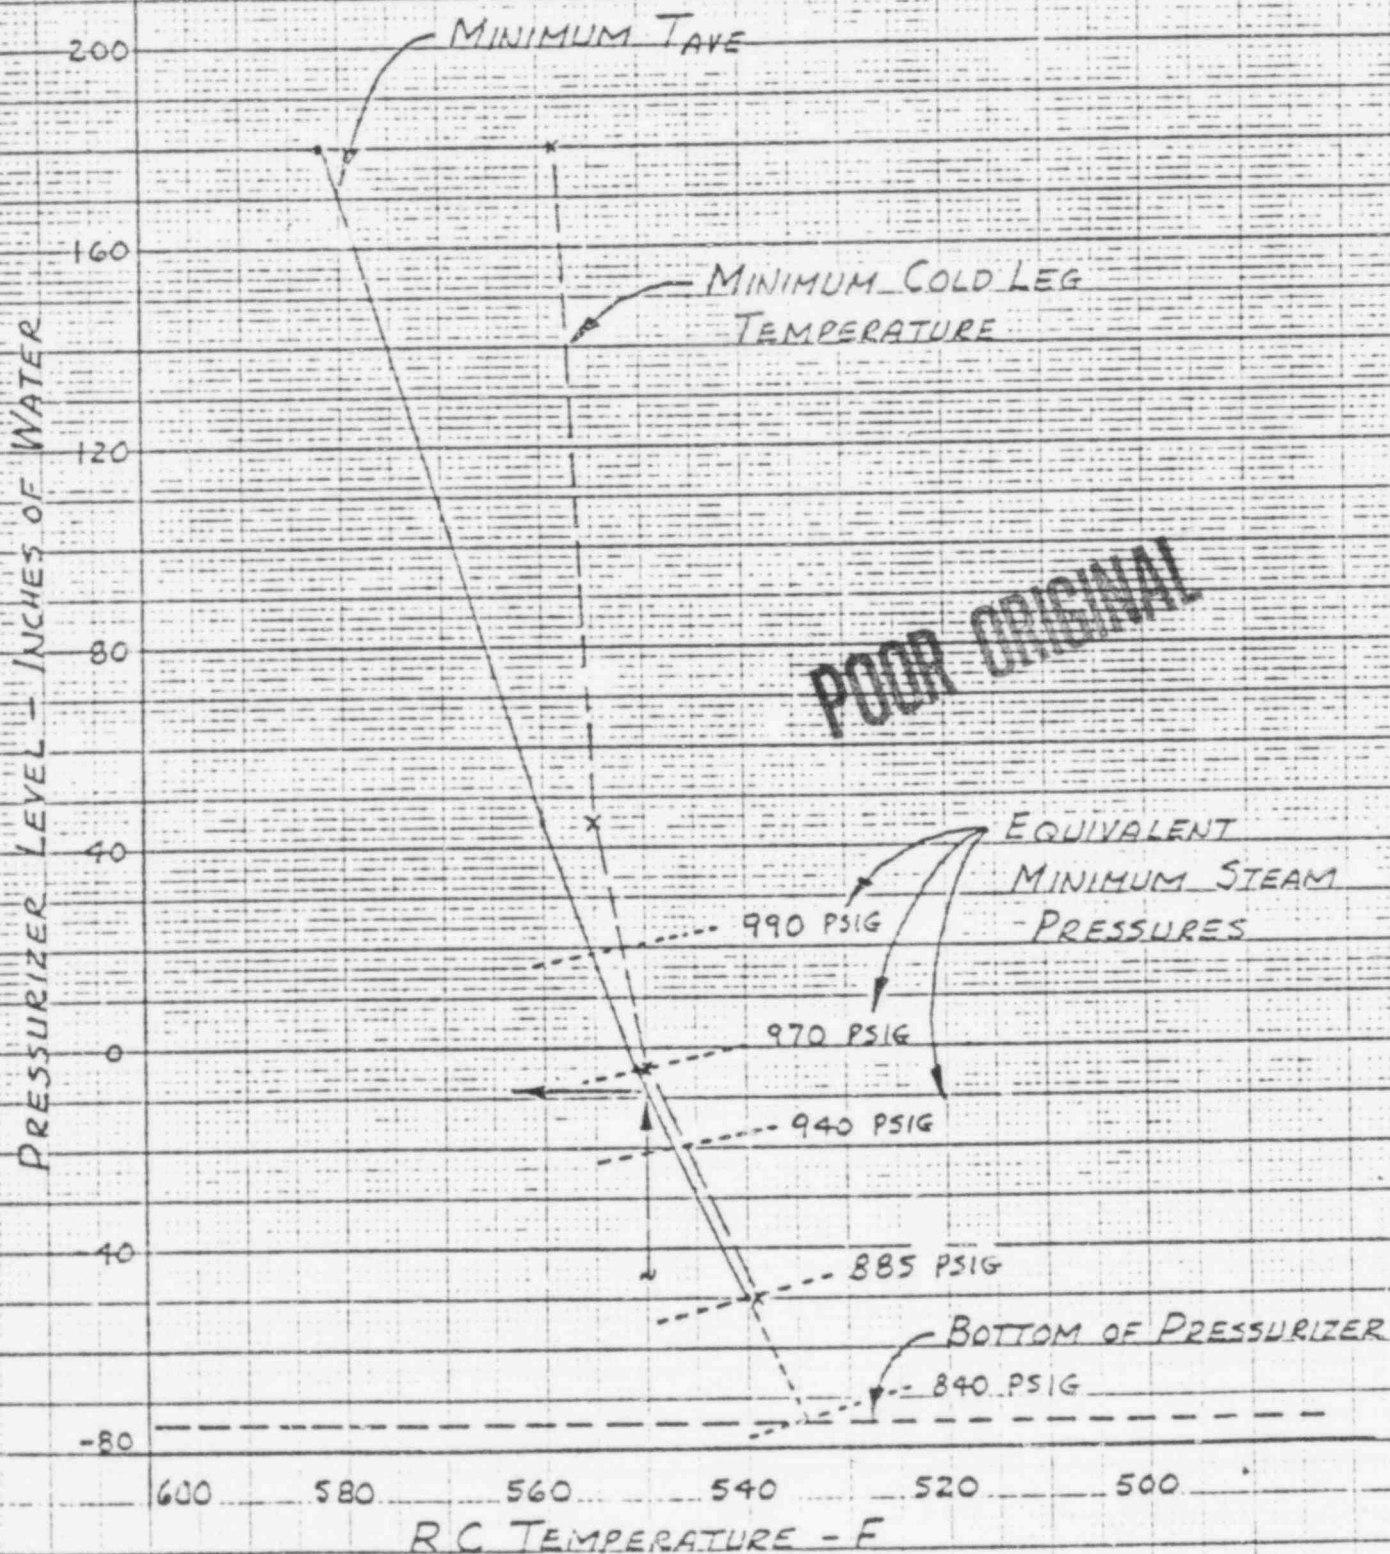 200
MINIMUM TAVE
160
MINIMUM COLD LEG
TEMPERATURE
PRESSURIZER LEVEL - INCHES OF WATER
120
80
POOR ORIGINAL
40
EQUIVALENT
MINIMUM STEAM
PRESSURES
990 PSIG
0
970 PSIG
940 PSIG
-40
885 PSIG
BOTTOM OF PRESSURIZER
840 PSIG
-80
600 580 560 540 520 500
RC TEMPERATURE - F